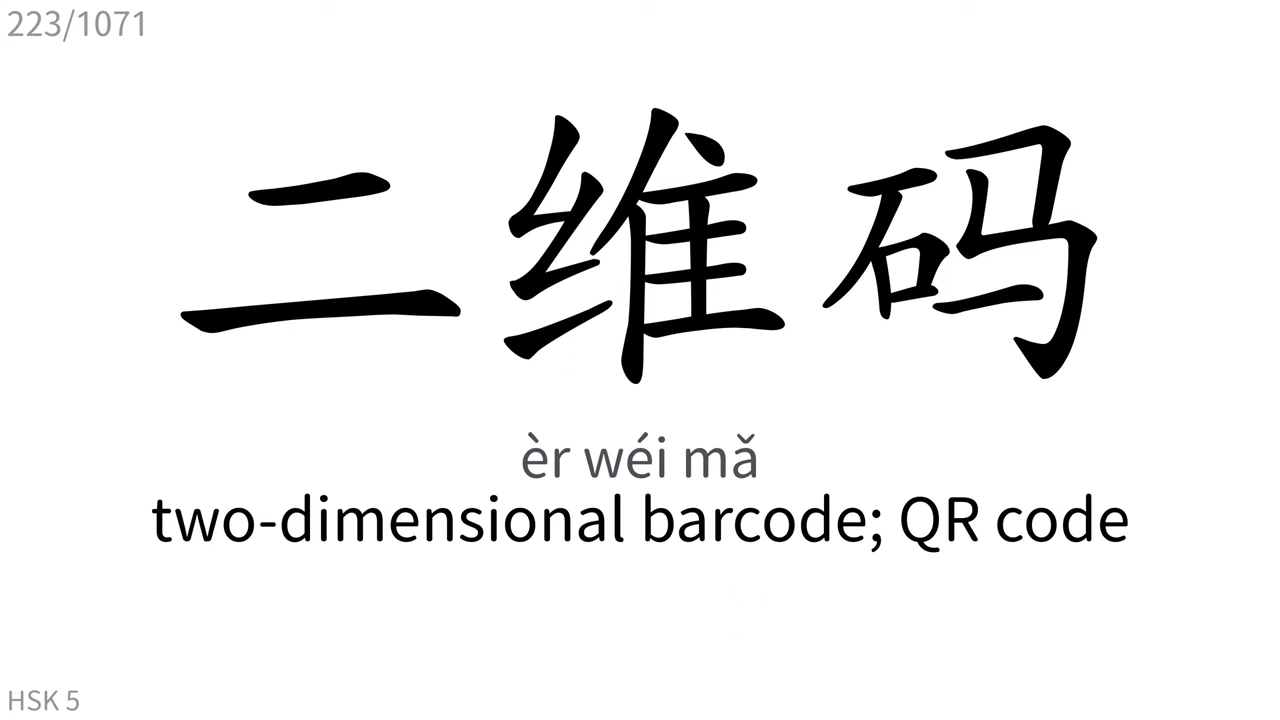 223/1071
二维码
èr wéi mǎ
two-dimensional barcode; QR code
HSK 5